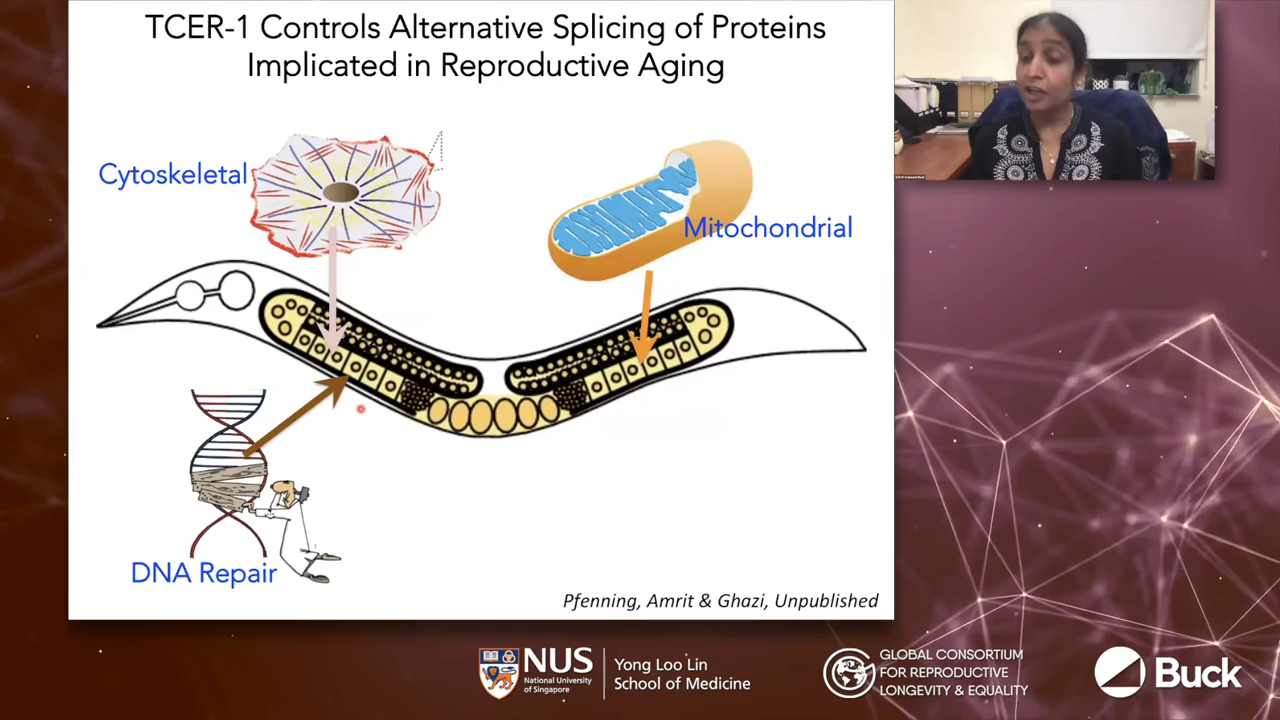 TCER-1 Controls Alternative Splicing of Proteins
Implicated in Reproductive Aging
Cytoskeletal
Mitochondrial
DNA Repair
Pfenning, Amrit & Ghazi, Unpublished
NUS
National University
of Singapore
Yong Loo Lin
School of Medicine
GLOBAL CONSORTIUM
FOR REPRODUCTIVE
LONGEVITY & EQUALITY
Buck